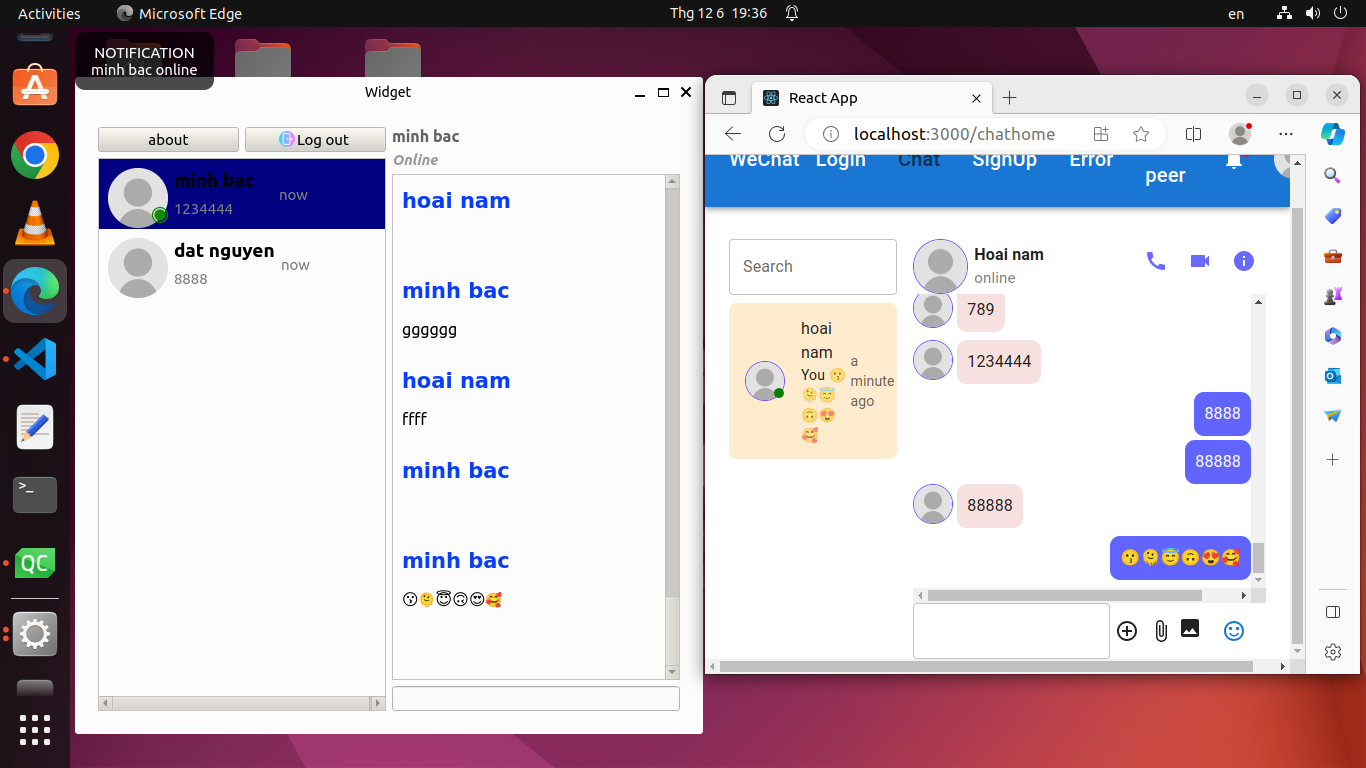 Activities
Microsoft Edge
Thg 12 6 19:36
en
NOTIFICATION
minh bac online
Widget
about
Log out
minh bac
1234444
now
dat nguyen
8888
now
minh bac
Online
hoai nam
minh bac
gggggg
hoai nam
ffff
minh bac
minh bac
😗🫠😇🙃😍🥰
React App
localhost:3000/chathome
WeChat
Login
Chat
SignUp
Error
peer
Search
hoai
nam
You 😗
🫠😇
🙃😍
🥰
a
minute
ago
Hoai nam
online
789
1234444
8888
88888
88888
😗🫠😇🙃😍🥰
>_
QC